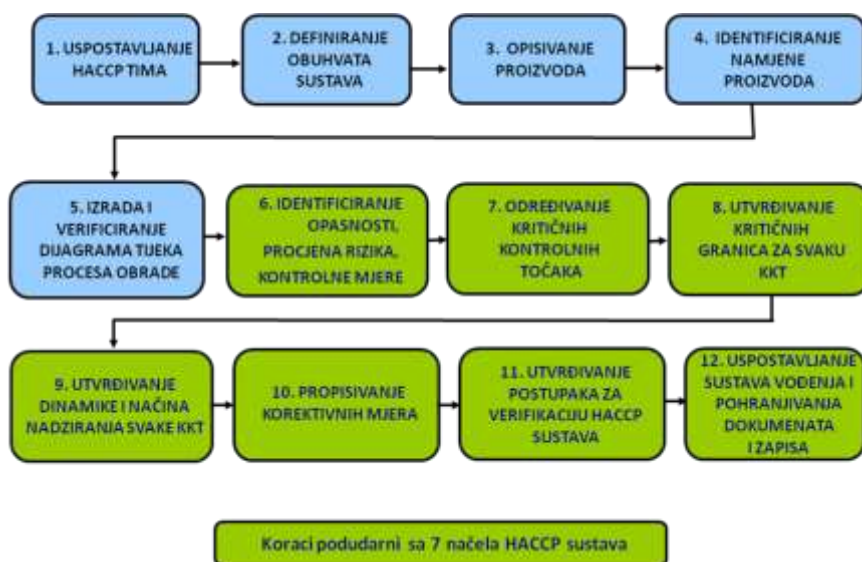 1. USPOSTAVLJANJE
HACCP TIMA
2. DEFINIRANJE
OBUHVATA
SUSTAVA
3. OPISIVANJE
PROIZVODA
4. IDENTIFICIRANJE
NAMJENE
PROIZVODA
5. IZRADA I
VERIFICIRANJE
DIJAGRAMA TIJEKA
PROCESA OBRADE
6. IDENTIFICIRANJE
OPASNOSTI,
PROCJENA RIZIKA,
KONTROLNE MJERE
7. ODREĐIVANJE
KRITIČNIH
KONTROLNIH
TOČAKA
8. UTVRĐIVANJE
KRITIČNIH
GRANICA ZA SVAKU
KKT
9. UTVRĐIVANJE
DINAMIKE I NAČINA
NADZIRANJA SVAKE KKT
10. PROPISIVANJE
KOREKTIVNIH MJERA
11. UTVRĐIVANJE
POSTUPAKA ZA
VERIFIKACIJU HACCP
SUSTAVA
12. USPOSTAVLJANJE
SUSTAVA VOĐENJA I
POHRANJIVANJA
DOKUMENATA
I ZAPISA
Koraci podudarni sa 7 načela HACCP sustava